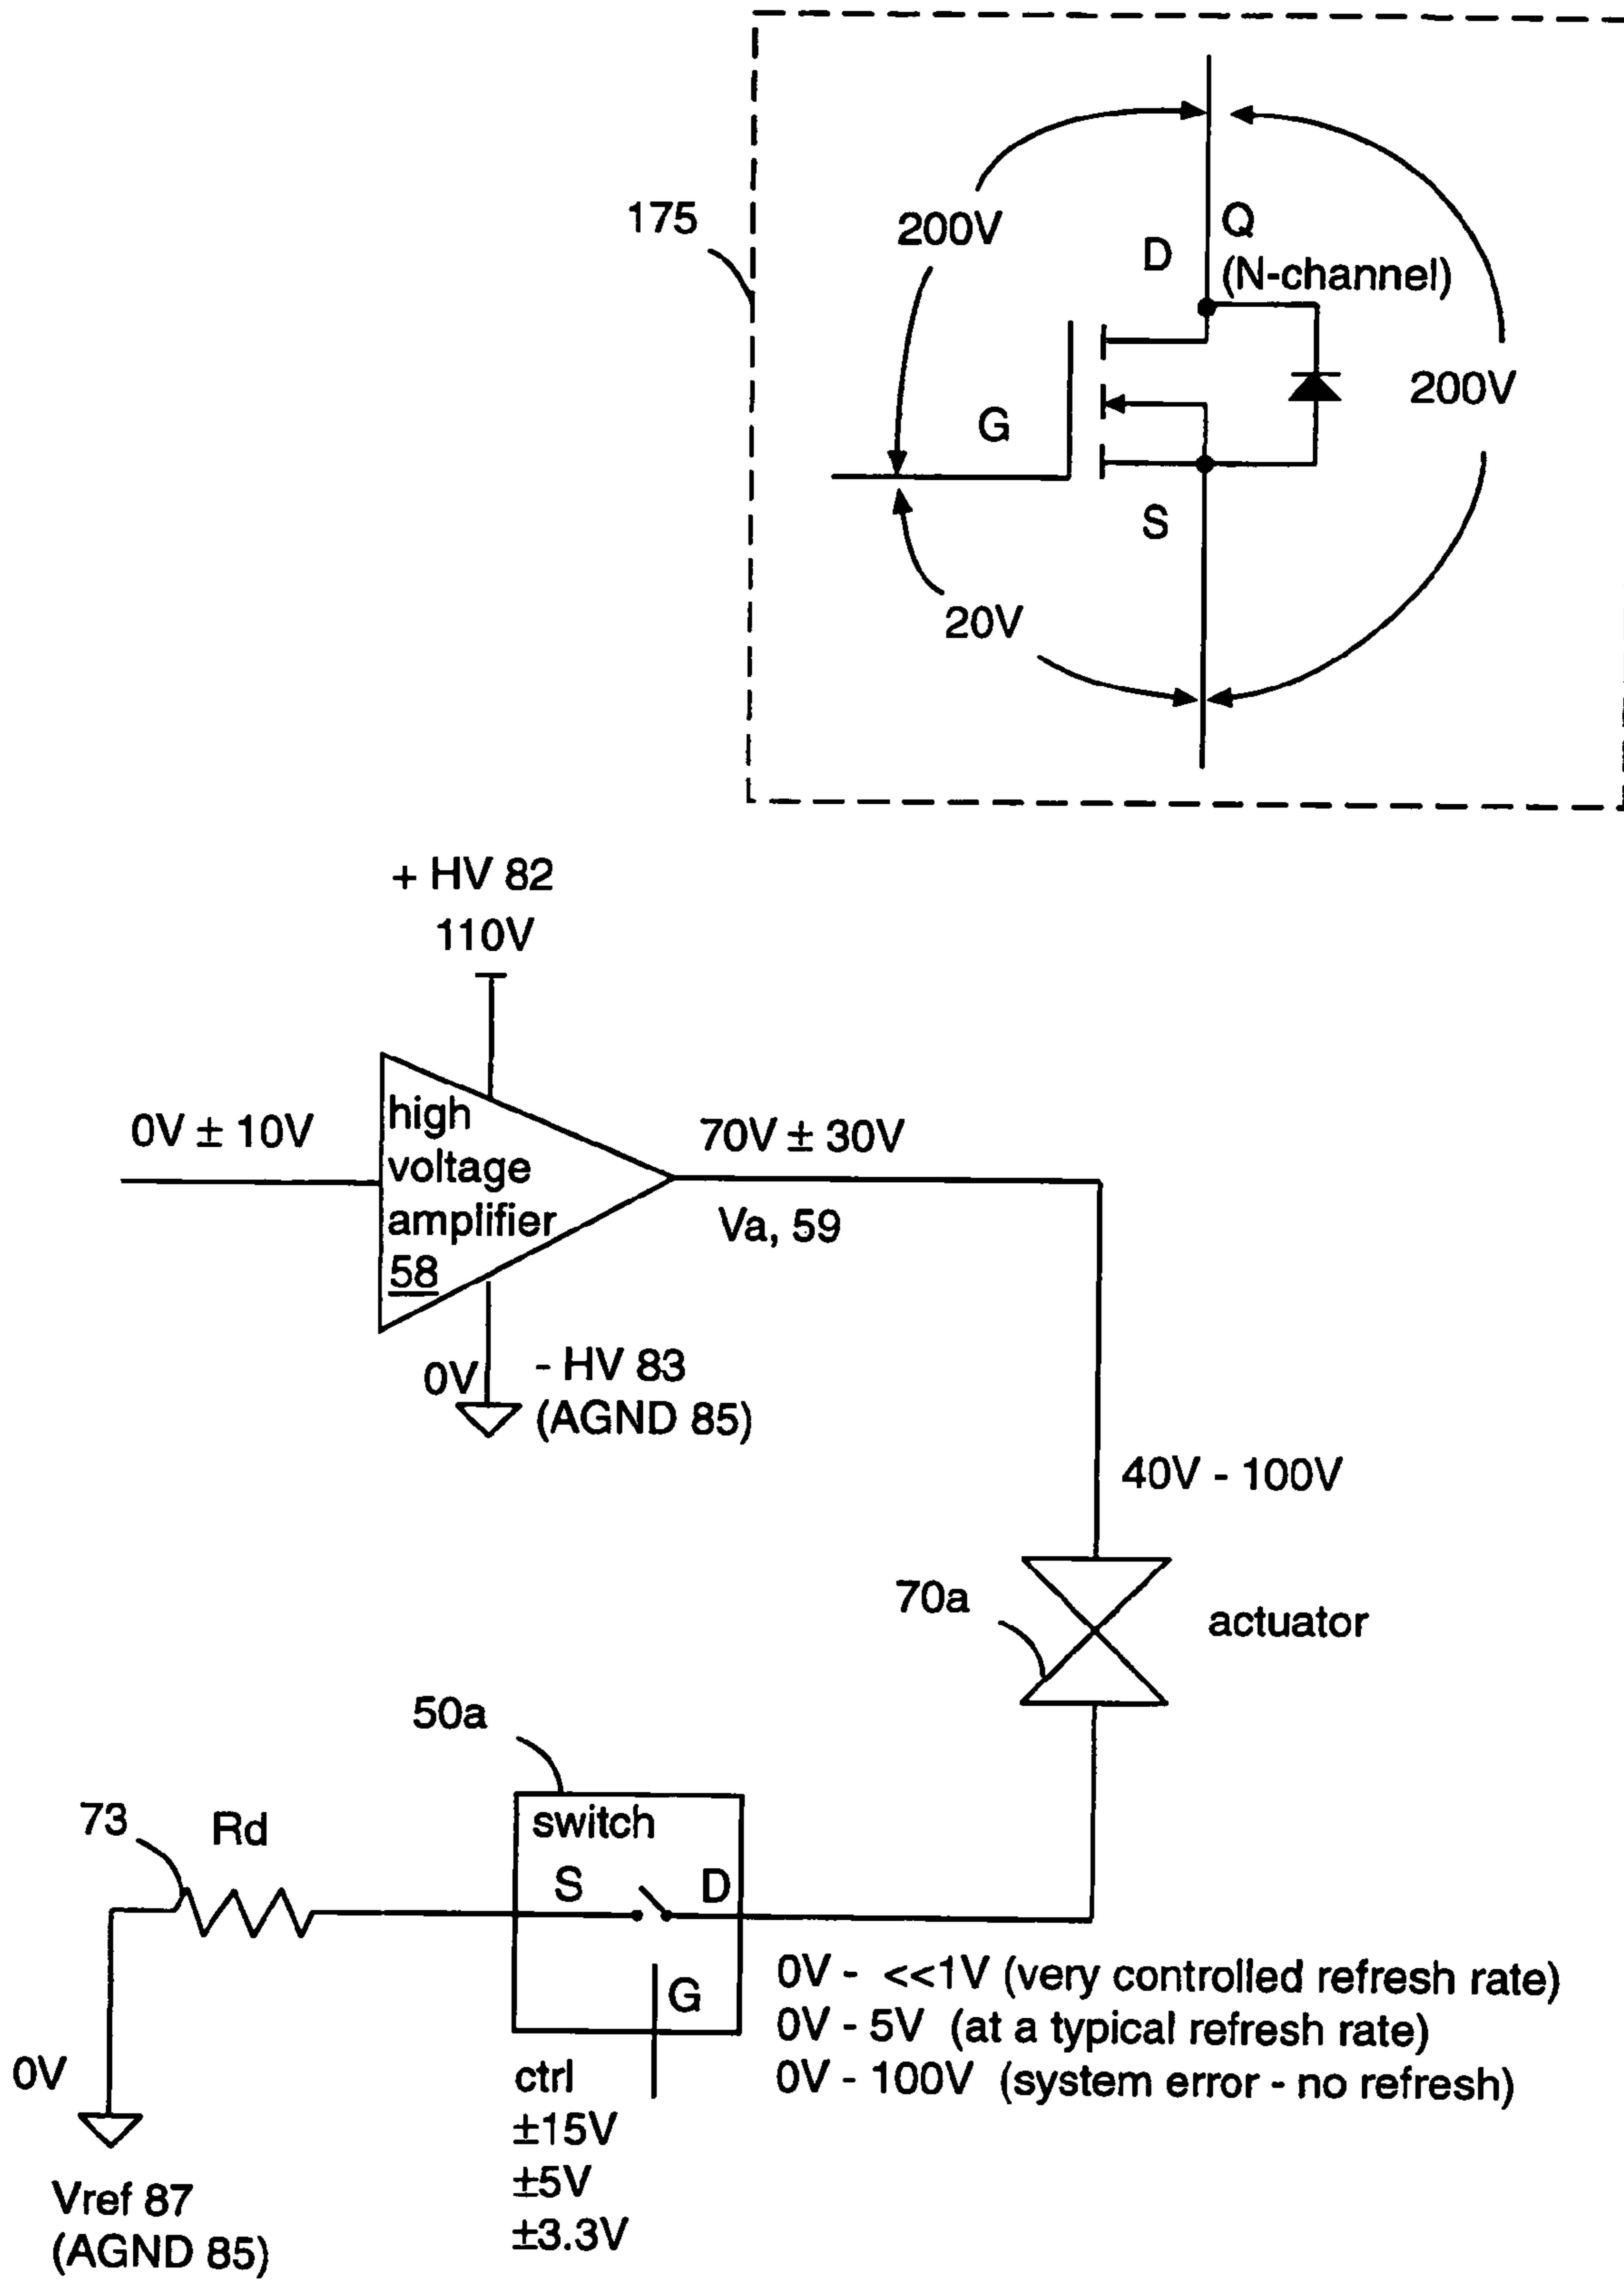 175
200V
D
Q
(N-channel)
200V
G
S
20V
+ HV 82
110V
0V ± 10V
high
voltage
amplifier
58
70V ± 30V
Va, 59
0V
- HV 83
(AGND 85)
40V - 100V
70a
actuator
50a
73
Rd
switch
S
D
G
0V - <<1V (very controlled refresh rate)
0V - 5V (at a typical refresh rate)
0V - 100V (system error - no refresh)
0V
ctrl
±15V
±5V
±3.3V
Vref 87
(AGND 85)